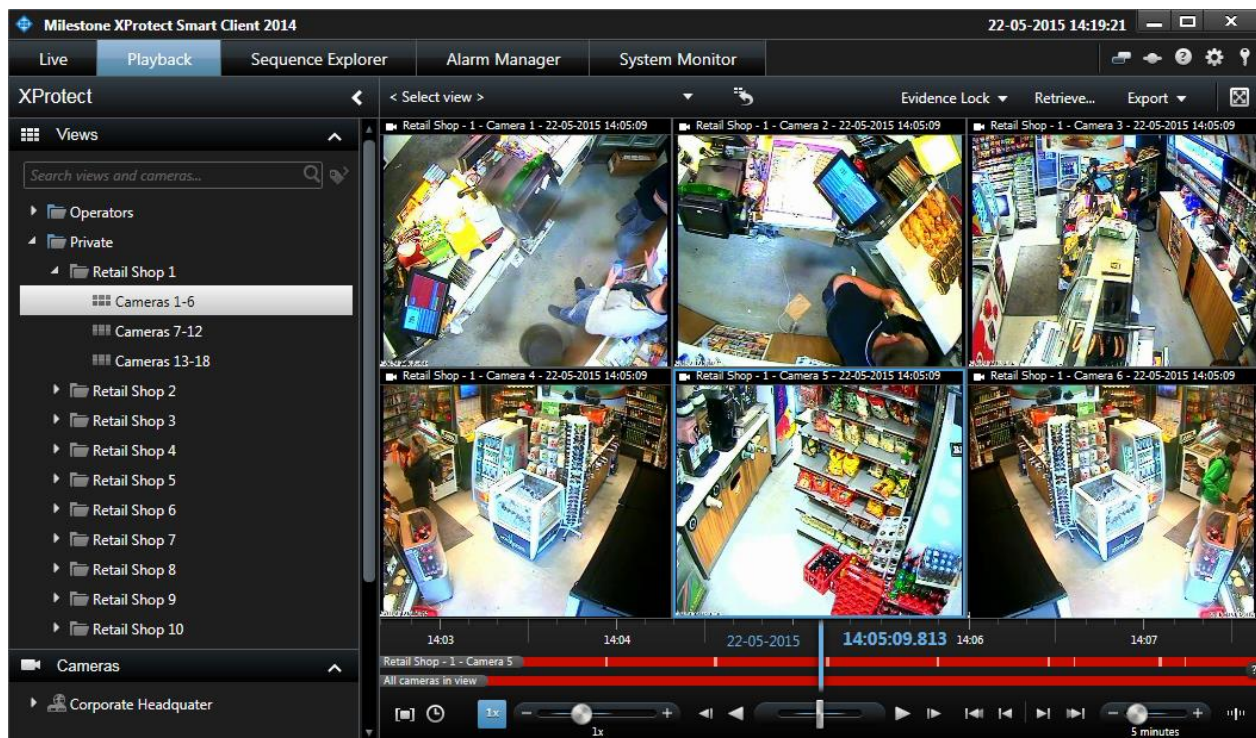 Milestone XProtect Smart Client 2014
22-05-2015 14:19:21
Live
Playback
Sequence Explorer
Alarm Manager
System Monitor
XProtect
< Select view >
Evidence Lock
Retrieve...
Export
Views
Search views and cameras...
Operators
Private
Retail Shop 1
Cameras 1-6
Cameras 7-12
Cameras 13-18
Retail Shop 2
Retail Shop 3
Retail Shop 4
Retail Shop 5
Retail Shop 6
Retail Shop 7
Retail Shop 8
Retail Shop 9
Retail Shop 10
Cameras
Corporate Headquater
Retail Shop - 1 - Camera 1 - 22-05-2015 14:05:09
Retail Shop - 1 - Camera 2 - 22-05-2015 14:05:09
Retail Shop - 1 - Camera 3 - 22-05-2015 14:05:09
Retail Shop - 1 - Camera 4 - 22-05-2015 14:05:09
Retail Shop - 1 - Camera 5 - 22-05-2015 14:05:09
Retail Shop - 1 - Camera 6 - 22-05-2015 14:05:09
14:03
14:04
22-05-2015
14:05:09.813
14:06
14:07
Retail Shop - 1 - Camera 5
All cameras in view
?
1x
1x
5 minutes